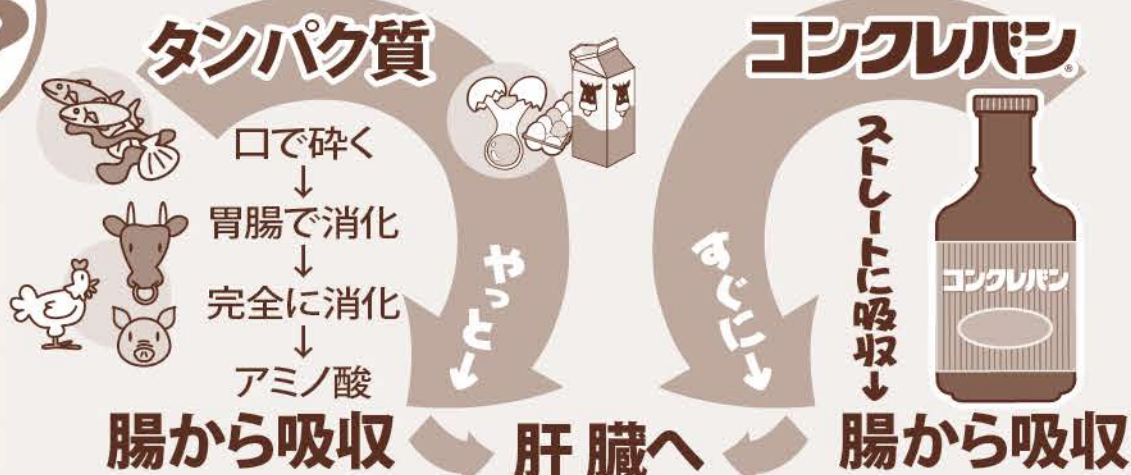 タンパク質
口で砕く
↓
胃腸で消化
↓
完全に消化
↓
アミノ酸
腸から吸収
やっと→
肝臓へ
コンクレバン®
すぐに→
ストレートに吸収→
コンクレバン
腸から吸収